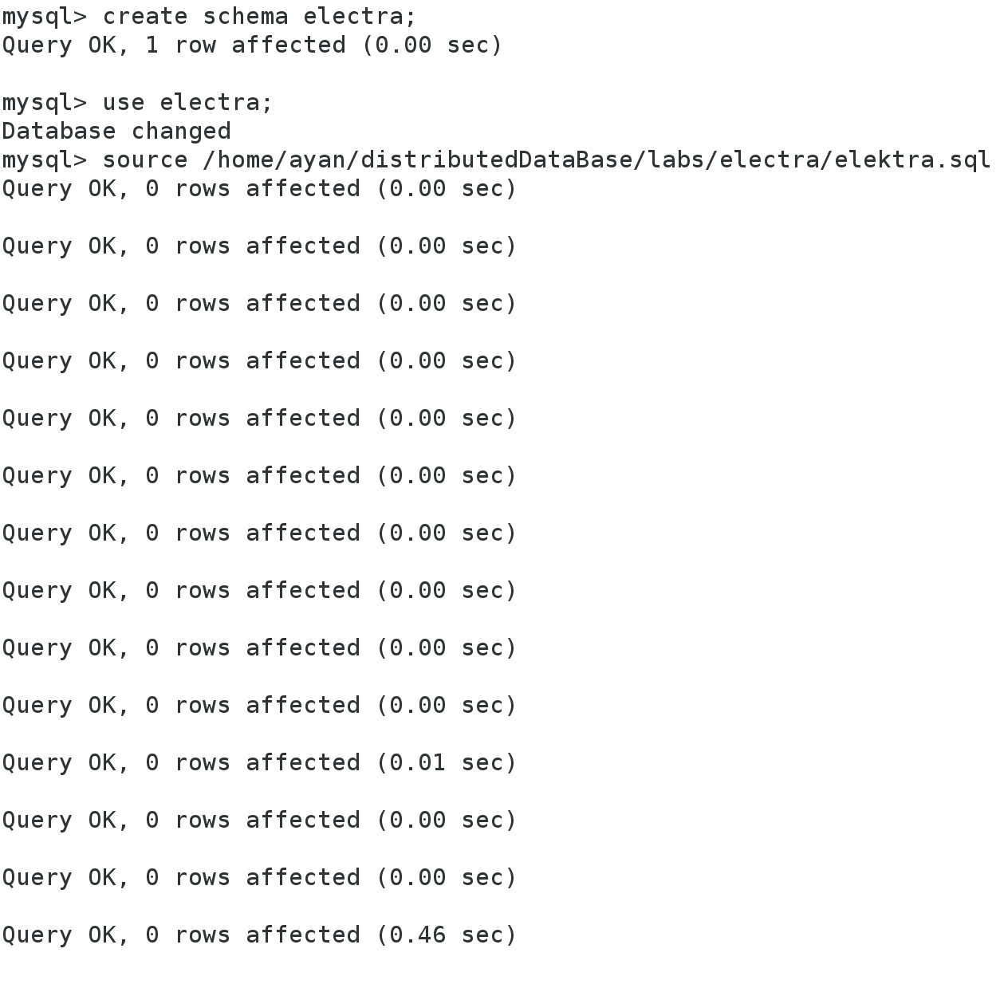 mysql> create schema electra;
Query OK, 1 row affected (0.00 sec)
mysql> use electra;
Database changed
mysql> source /home/ayan/distributedDataBase/labs/electra/elektra.sql
Query OK, 0 rows affected (0.00 sec)
Query OK, 0 rows affected (0.00 sec)
Query OK, 0 rows affected (0.00 sec)
Query OK, 0 rows affected (0.00 sec)
Query OK, 0 rows affected (0.00 sec)
Query OK, 0 rows affected (0.00 sec)
Query OK, 0 rows affected (0.00 sec)
Query OK, 0 rows affected (0.00 sec)
Query OK, 0 rows affected (0.00 sec)
Query OK, 0 rows affected (0.00 sec)
Query OK, 0 rows affected (0.01 sec)
Query OK, 0 rows affected (0.00 sec)
Query OK, 0 rows affected (0.00 sec)
Query OK, 0 rows affected (0.46 sec)